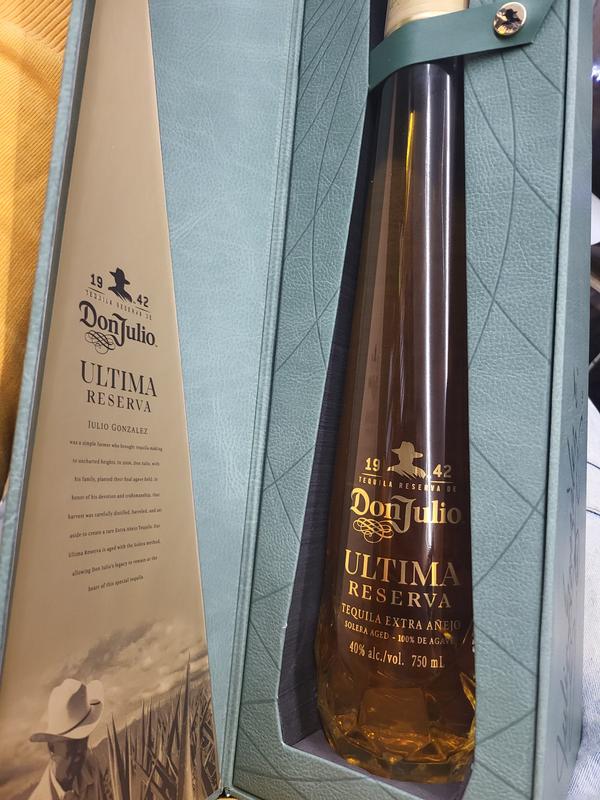 19 42
TEQUILA RESERVA DE
Don Julio
ULTIMA
RESERVA
JULIO GONZALEZ
was a simple farmer who brought tequila-making
to uncharted heights. In 2006, Don Julio, with
his family, planted their final agave field. In
honor of his devotion and craftsmanship, that
harvest was carefully distilled, barreled, and set
aside to create a rare Extra Añejo Tequila. Our
Ultima Reserva is aged with the Solera method,
allowing Don Julio's legacy to remain at the
heart of this special tequila.
19 42
TEQUILA RESERVA DE
Don Julio
ULTIMA
RESERVA
TEQUILA EXTRA AÑEJO
SOLERA AGED - 100% DE AGAVE
40% alc./vol. 750 mL